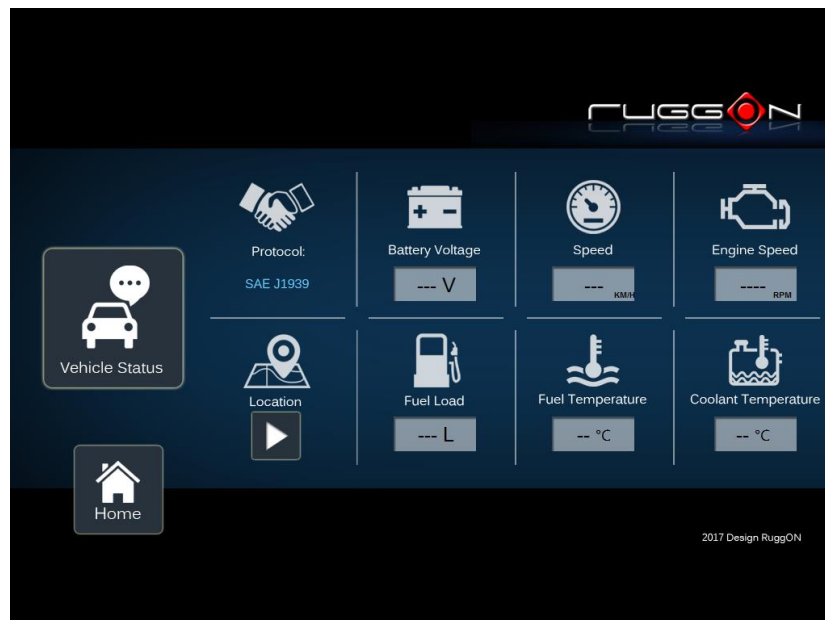 RUGGON
Protocol:
SAE J1939
Battery Voltage
--- V
Speed
--- KM/H
Engine Speed
---- RPM
Vehicle Status
Location
Fuel Load
--- L
Fuel Temperature
-- °C
Coolant Temperature
-- °C
Home
2017 Design RuggON